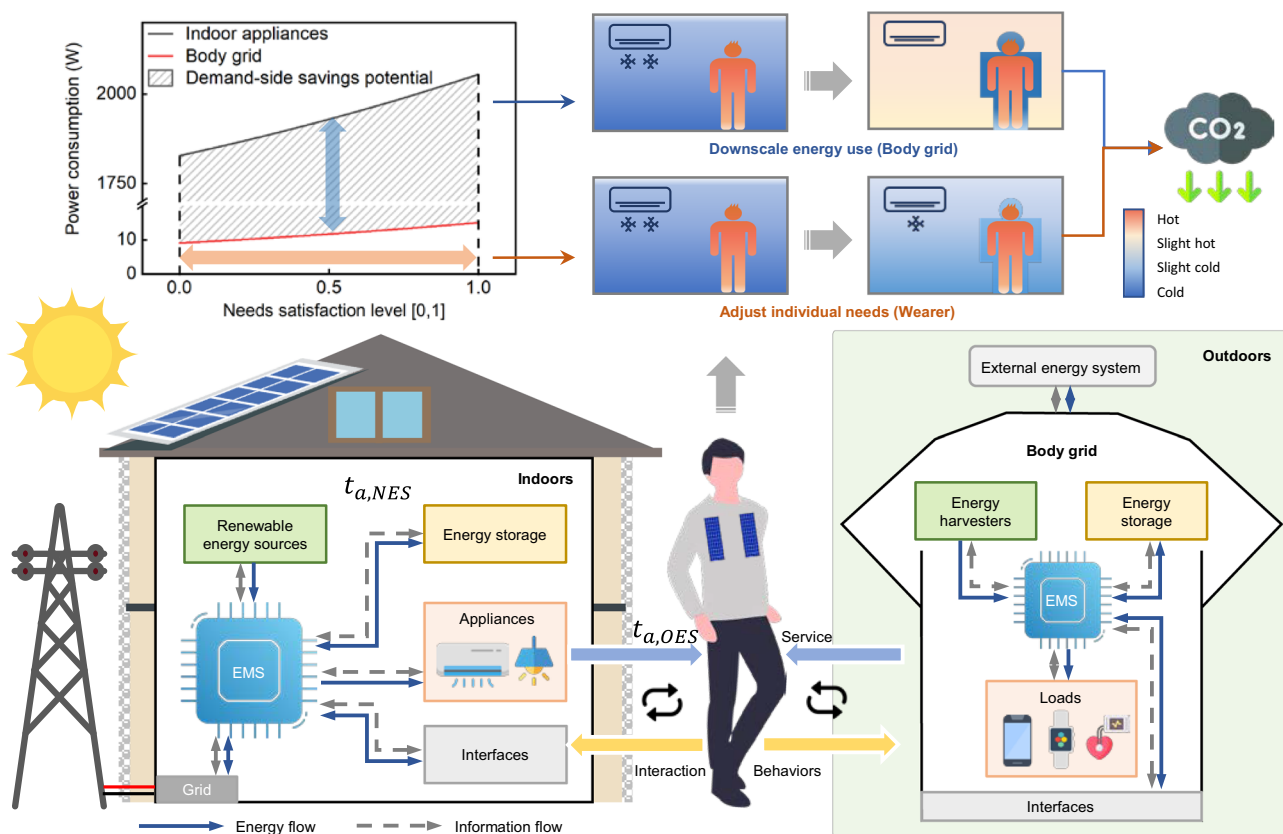 Indoor appliances
Body grid
Demand-side savings potential
Power consumption (W)
2000
1750
10
0
0.0
0.5
1.0
Needs satisfaction level [0,1]
Downscale energy use (Body grid)
Adjust individual needs (Wearer)
CO2
Hot
Slight hot
Slight cold
Cold
Indoors
t_{a,NES}
Renewable
energy sources
Energy storage
EMS
Appliances
Interfaces
Grid
t_{a,OES}
Service
Interaction
Behaviors
Outdoors
External energy system
Body grid
Energy
harvesters
Energy
storage
EMS
Loads
Interfaces
Energy flow
Information flow